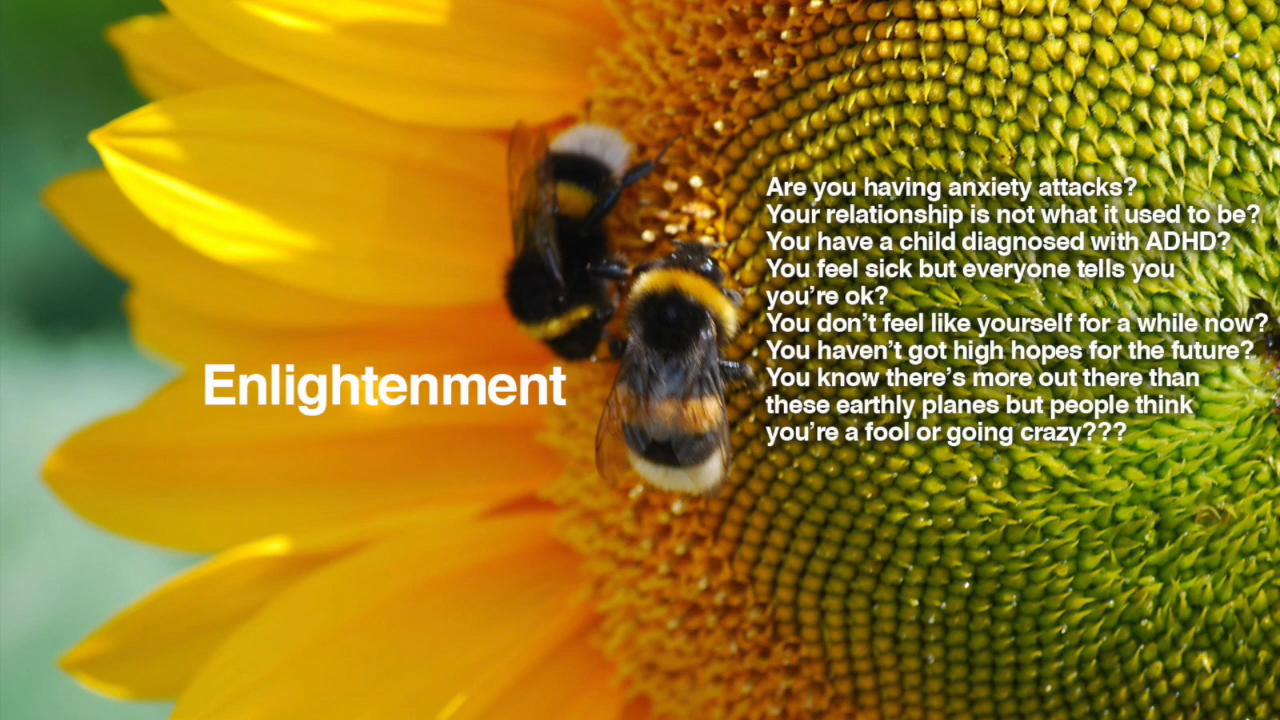 Enlightenment
Are you having anxiety attacks?
Your relationship is not what it used to be?
You have a child diagnosed with ADHD?
You feel sick but everyone tells you
you’re ok?
You don’t feel like yourself for a while now?
You haven’t got high hopes for the future?
You know there’s more out there than
these earthly planes but people think
you’re a fool or going crazy???